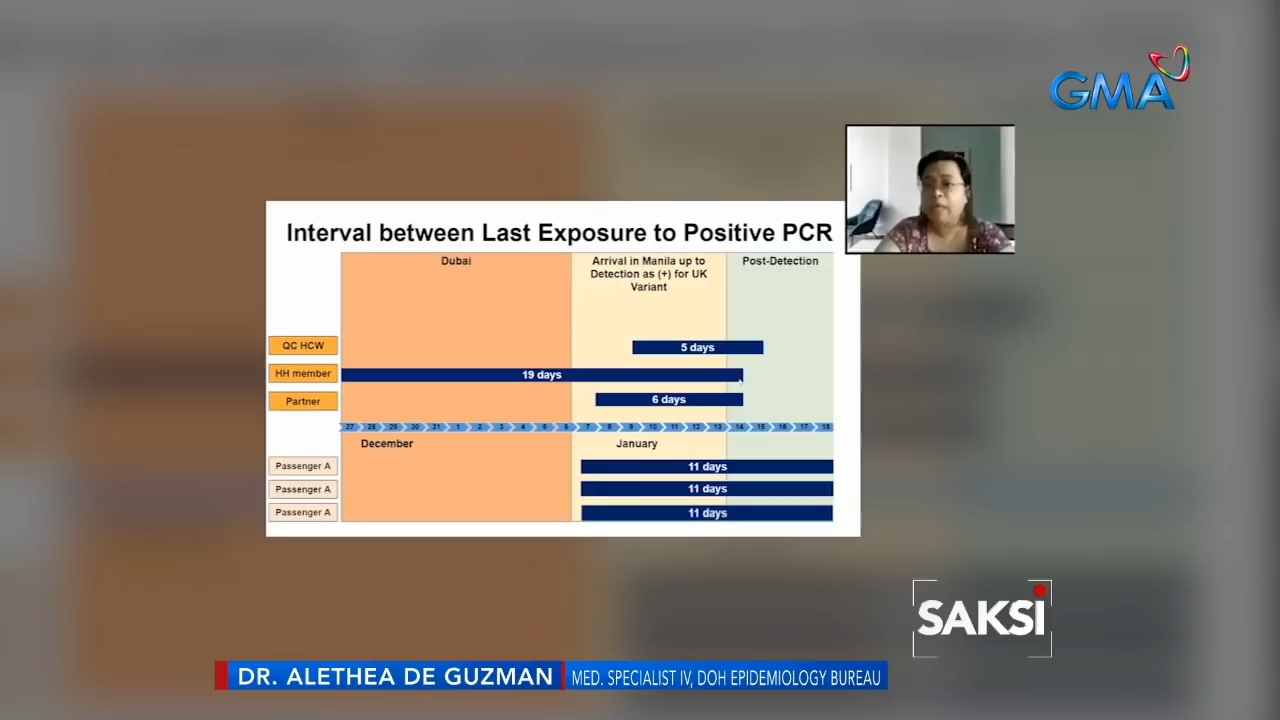 GMA
Interval between Last Exposure to Positive PCR
Dubai
Arrival in Manila up to
Detection as (+) for UK
Variant
Post-Detection
QC HCW
5 days
HH member
19 days
Partner
6 days
27 28 29 30 31 1 2 3 4 5 6 7 8 9 10 11 12 13 14 15 16 17 18
December
January
Passenger A
11 days
Passenger A
11 days
Passenger A
11 days
SAKSI
DR. ALETHEA DE GUZMAN
MED. SPECIALIST IV, DOH EPIDEMIOLOGY BUREAU